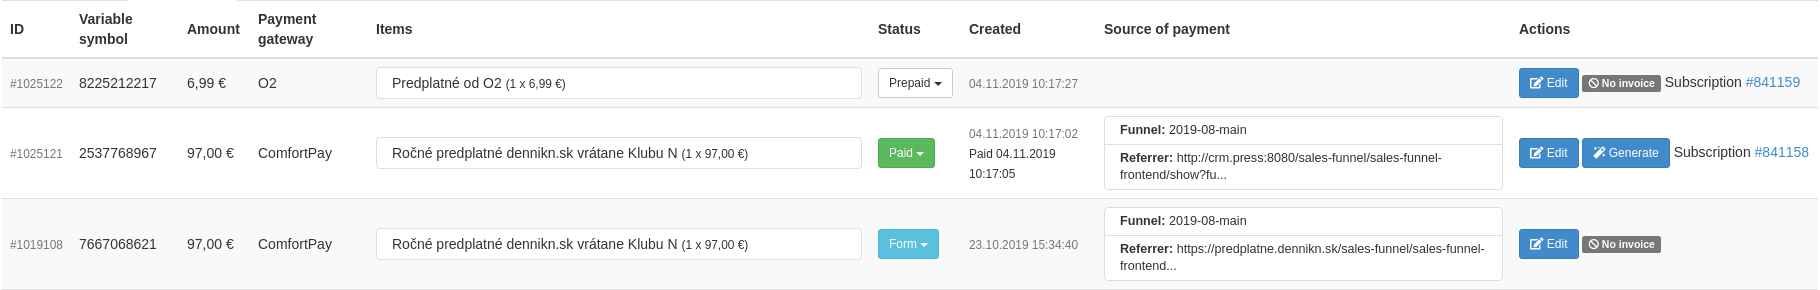 ID Variable symbol Amount Payment gateway Items Status Created Source of payment Actions
#1025122 8225212217 6,99 € O2 Predplatné od O2 (1 x 6,99 €) Prepaid 04.11.2019 10:17:27 Edit No invoice Subscription #841159
#1025121 2537768967 97,00 € ComfortPay Ročné predplatné dennikn.sk vrátane Klubu N (1 x 97,00 €) Paid 04.11.2019 10:17:02
Paid 04.11.2019
10:17:05
Funnel: 2019-08-main
Referrer: http://crm.press:8080/sales-funnel/sales-funnel-
frontend/show?fu...
Edit Generate Subscription #841158
#1019108 7667068621 97,00 € ComfortPay Ročné predplatné dennikn.sk vrátane Klubu N (1 x 97,00 €) Form 23.10.2019 15:34:40
Funnel: 2019-08-main
Referrer: https://predplatne.dennikn.sk/sales-funnel/sales-funnel-
frontend...
Edit No invoice